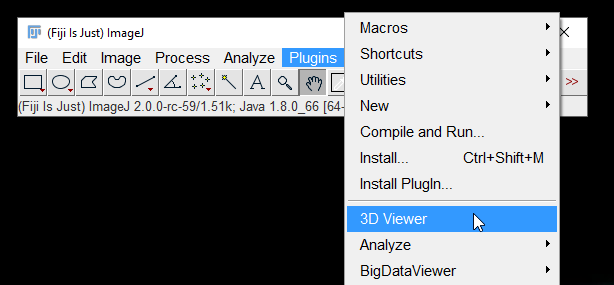 (Fiji Is Just) ImageJ
File Edit Image Process Analyze Plugins
A >>
(Fiji Is Just) ImageJ 2.0.0-rc-59/1.51k; Java 1.8.0_66 [64-
Macros
Shortcuts
Utilities
New
Compile and Run...
Install... Ctrl+Shift+M
Install PlugIn...
3D Viewer
Analyze
BigDataViewer